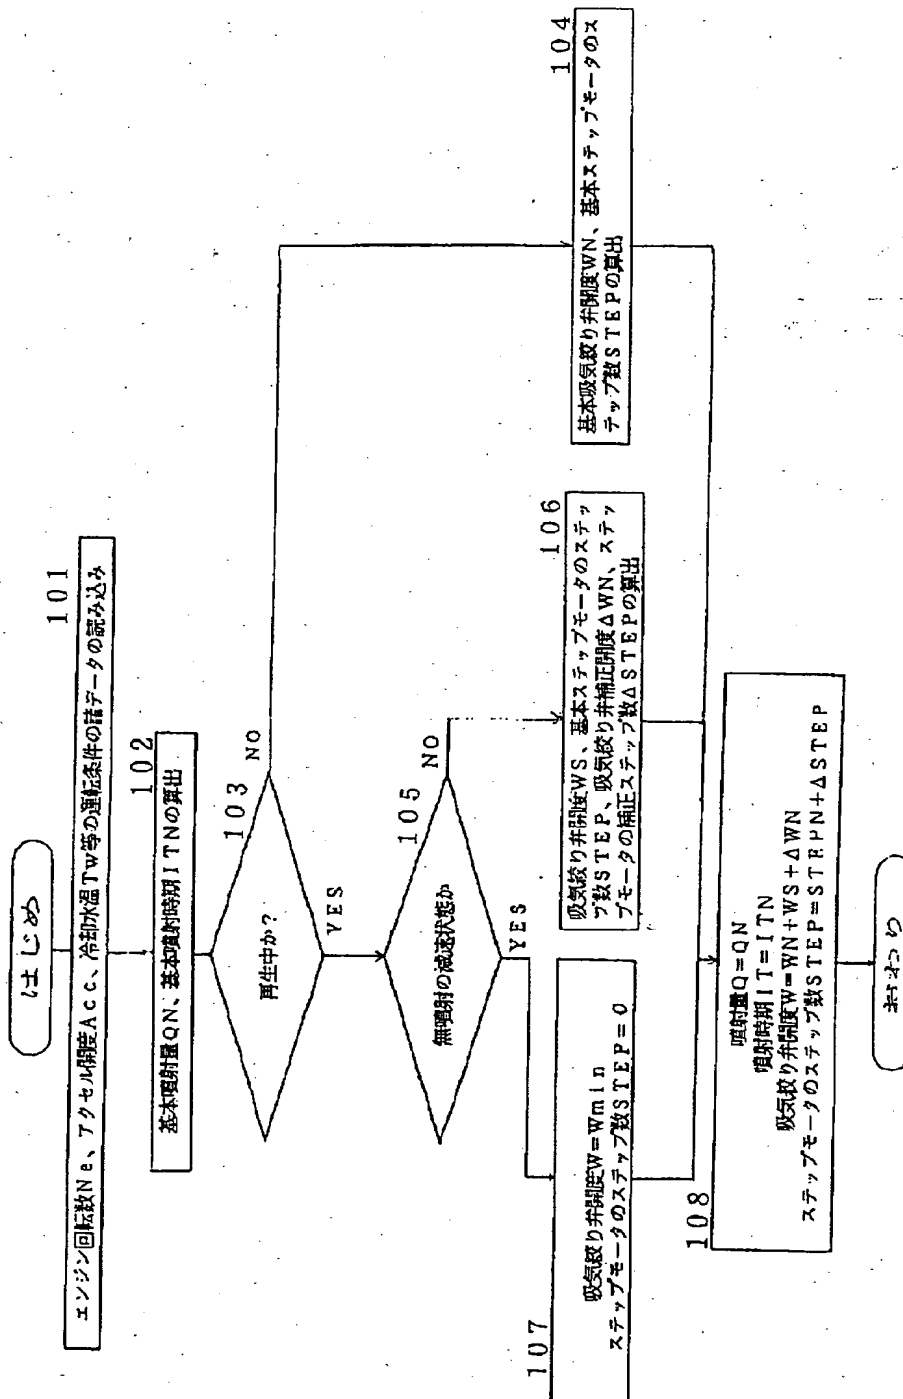 はじめ
101
エンジン回転数Ne、アクセル開度Acc、冷却水温Tw等の運転条件の諸データの読み込み
102
基本噴射量QN、基本噴射時期ITNの算出
103
再生中か?
NO
YES
104
基本吸気絞り弁開度WN、基本ステップモータのス
テップ数STEPの算出
105
無噴射の減速状態か
NO
YES
106
吸気絞り弁開度WS、基本ステップモータのステッ
プ数STEP、吸気絞り弁補正開度ΔWN、ステッ
プモータの補正ステップ数ΔSTEPの算出
107
吸気絞り弁開度W=Wmin
ステップモータのステップ数STEP=0
108
噴射量Q=QN
噴射時期IT=ITN
吸気絞り弁開度W=WN+WS+ΔWN
ステップモータのステップ数STEP=STEPN+ΔSTEP
おわり